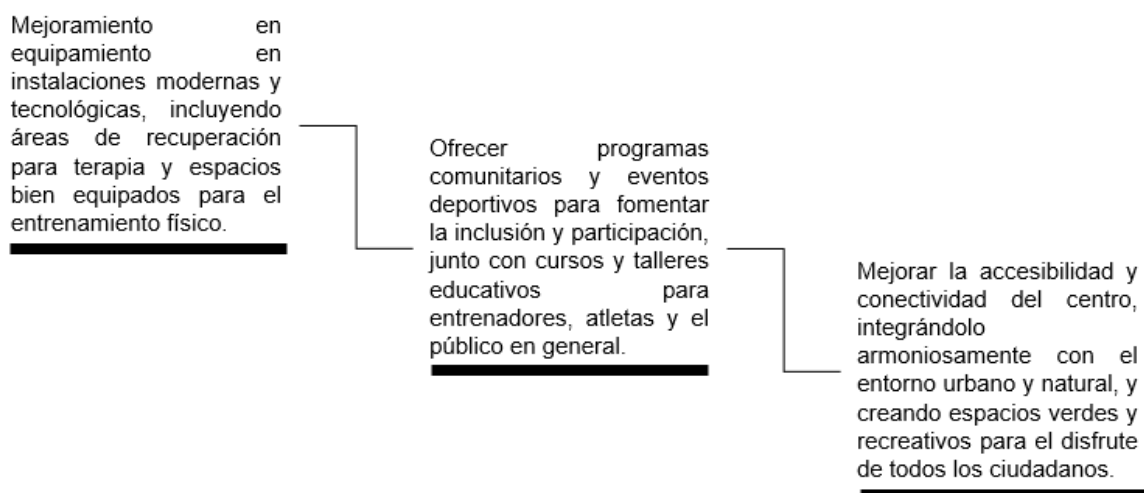 Mejoramiento en
equipamiento en
instalaciones modernas y
tecnológicas, incluyendo
áreas de recuperación
para terapia y espacios
bien equipados para el
entrenamiento físico.
Ofrecer programas
comunitarios y eventos
deportivos para fomentar
la inclusión y participación,
junto con cursos y talleres
educativos para
entrenadores, atletas y el
público en general.
Mejorar la accesibilidad y
conectividad del centro,
integrándolo
armoniosamente con el
entorno urbano y natural, y
creando espacios verdes y
recreativos para el disfrute
de todos los ciudadanos.